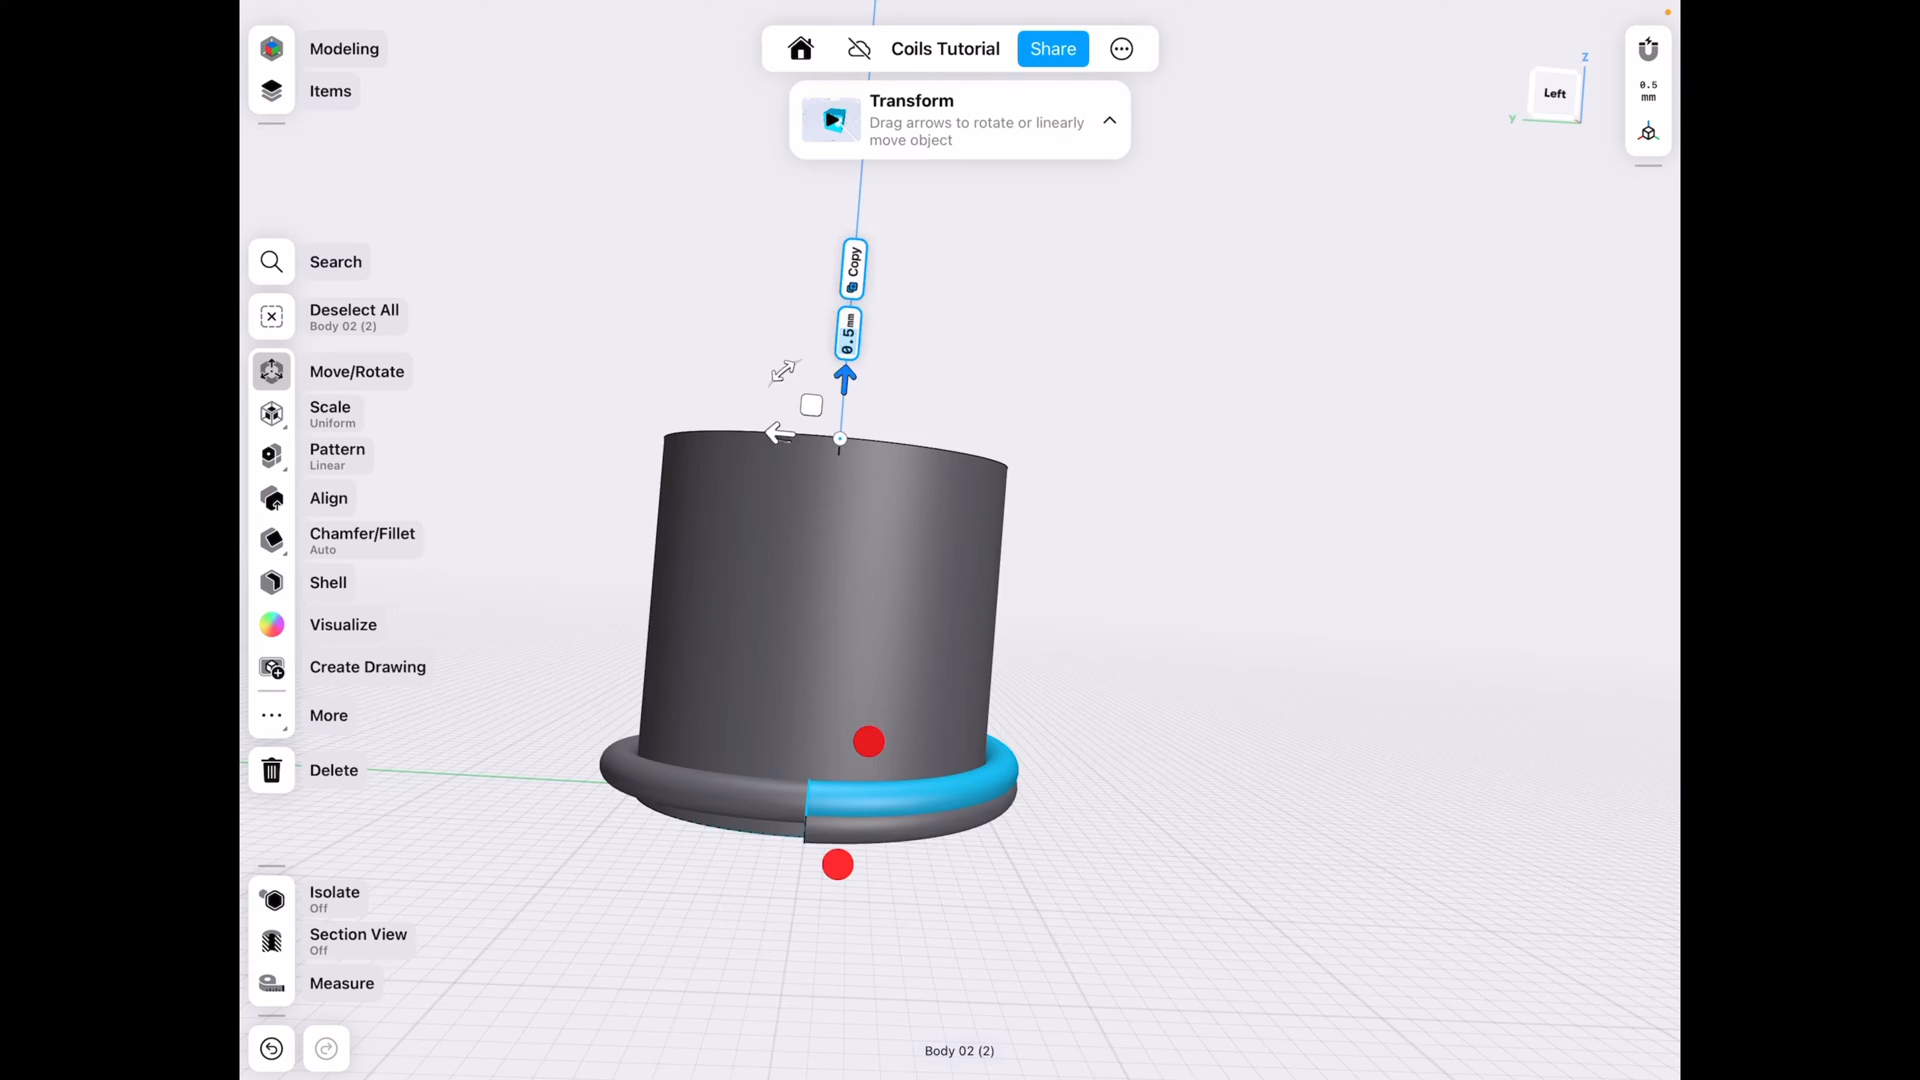 Modeling
Items
Coils Tutorial
Share
Transform
Drag arrows to rotate or linearly
move object
Left
Z
Y
0.5
mm
Copy
0.5mm
Search
Deselect All
Body 02 (2)
Move/Rotate
Scale
Uniform
Pattern
Linear
Align
Chamfer/Fillet
Auto
Shell
Visualize
Create Drawing
More
Delete
Isolate
Off
Section View
Off
Measure
Body 02 (2)